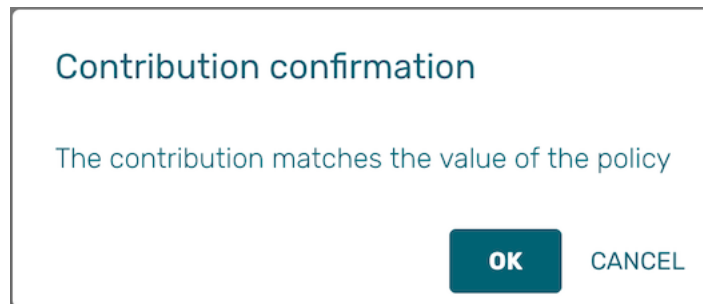 Contribution confirmation
The contribution matches the value of the policy
OK CANCEL